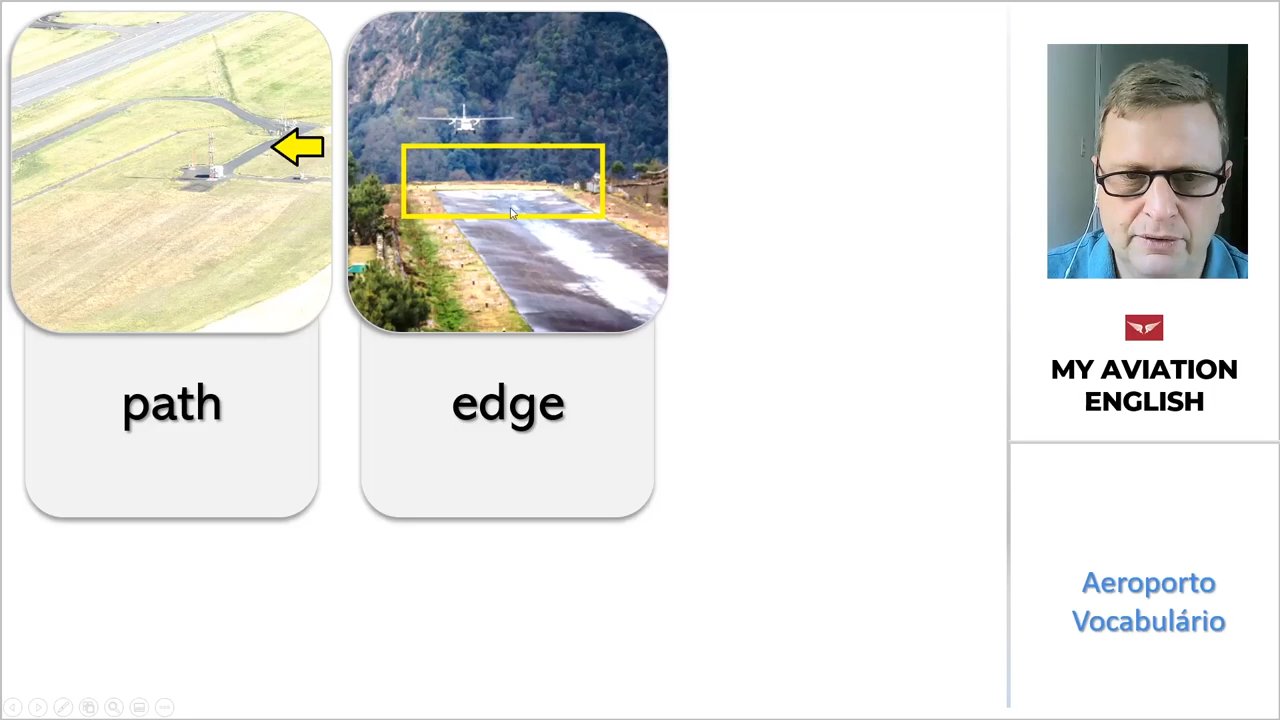 path
edge
MY AVIATION
ENGLISH
Aeroporto
Vocabulário